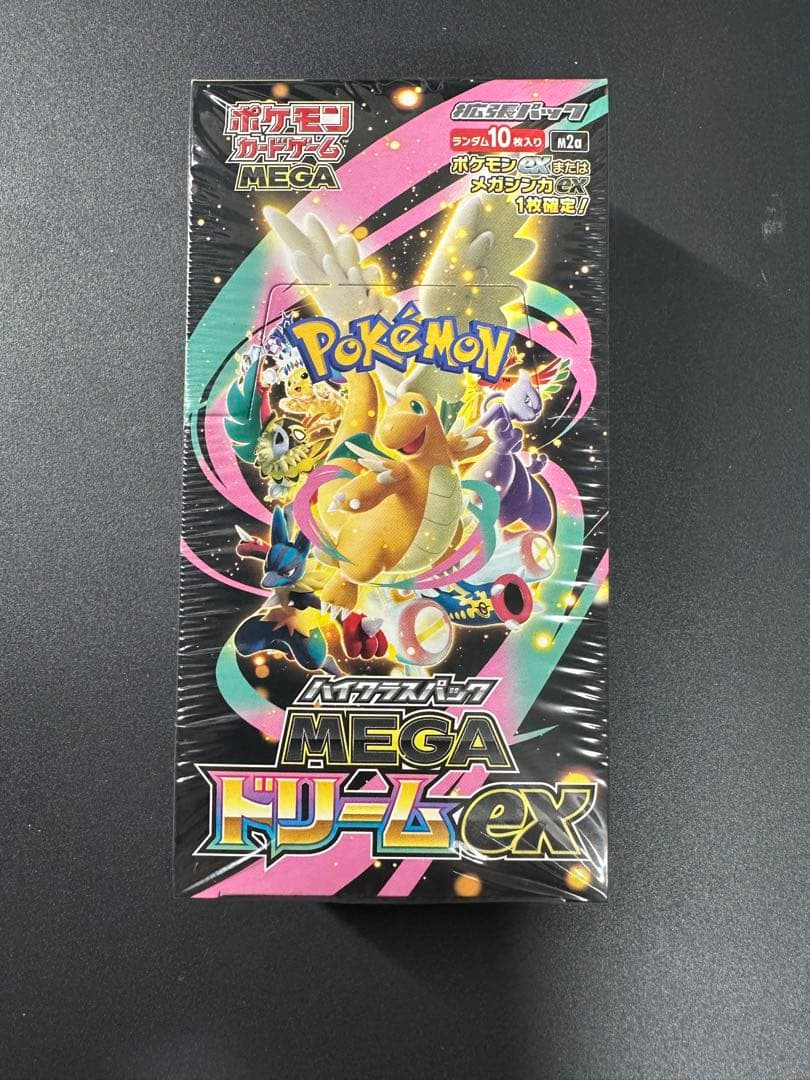 ポケモン
カードゲーム
MEGA
拡張パック
ランダム10枚入り M2a
ポケモンexまたは
メガシンカex
1枚確定!
POKéMON
TM
ハイクラスパック
MEGA
ドリームex